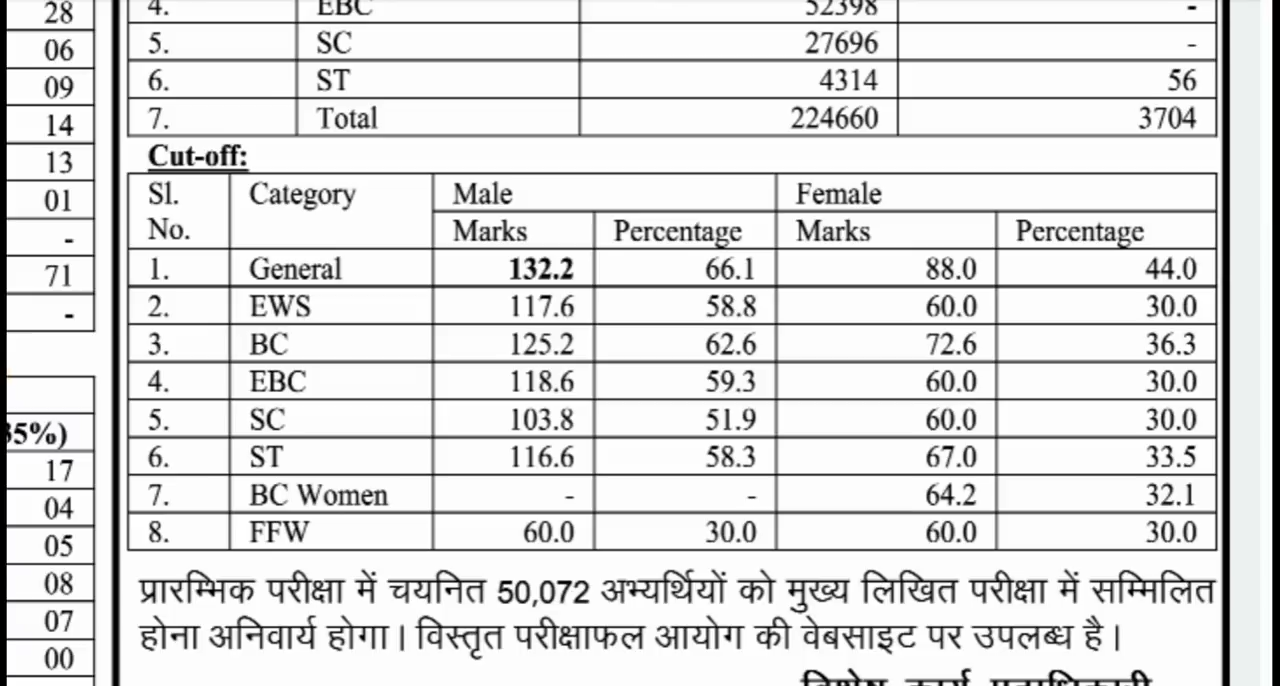 28
06
09
14
13
01
-
71
-
35%)
17
04
05
08
07
00
4. EBC 52398 -
5. SC 27696 -
6. ST 4314 56
7. Total 224660 3704
Cut-off:
Sl. No. Category Male Female
Marks Percentage Marks Percentage
1. General 132.2 66.1 88.0 44.0
2. EWS 117.6 58.8 60.0 30.0
3. BC 125.2 62.6 72.6 36.3
4. EBC 118.6 59.3 60.0 30.0
5. SC 103.8 51.9 60.0 30.0
6. ST 116.6 58.3 67.0 33.5
7. BC Women - - 64.2 32.1
8. FFW 60.0 30.0 60.0 30.0
प्रारम्भिक परीक्षा में चयनित 50,072 अभ्यर्थियों को मुख्य लिखित परीक्षा में सम्मिलित
होना अनिवार्य होगा। विस्तृत परीक्षाफल आयोग की वेबसाइट पर उपलब्ध है।